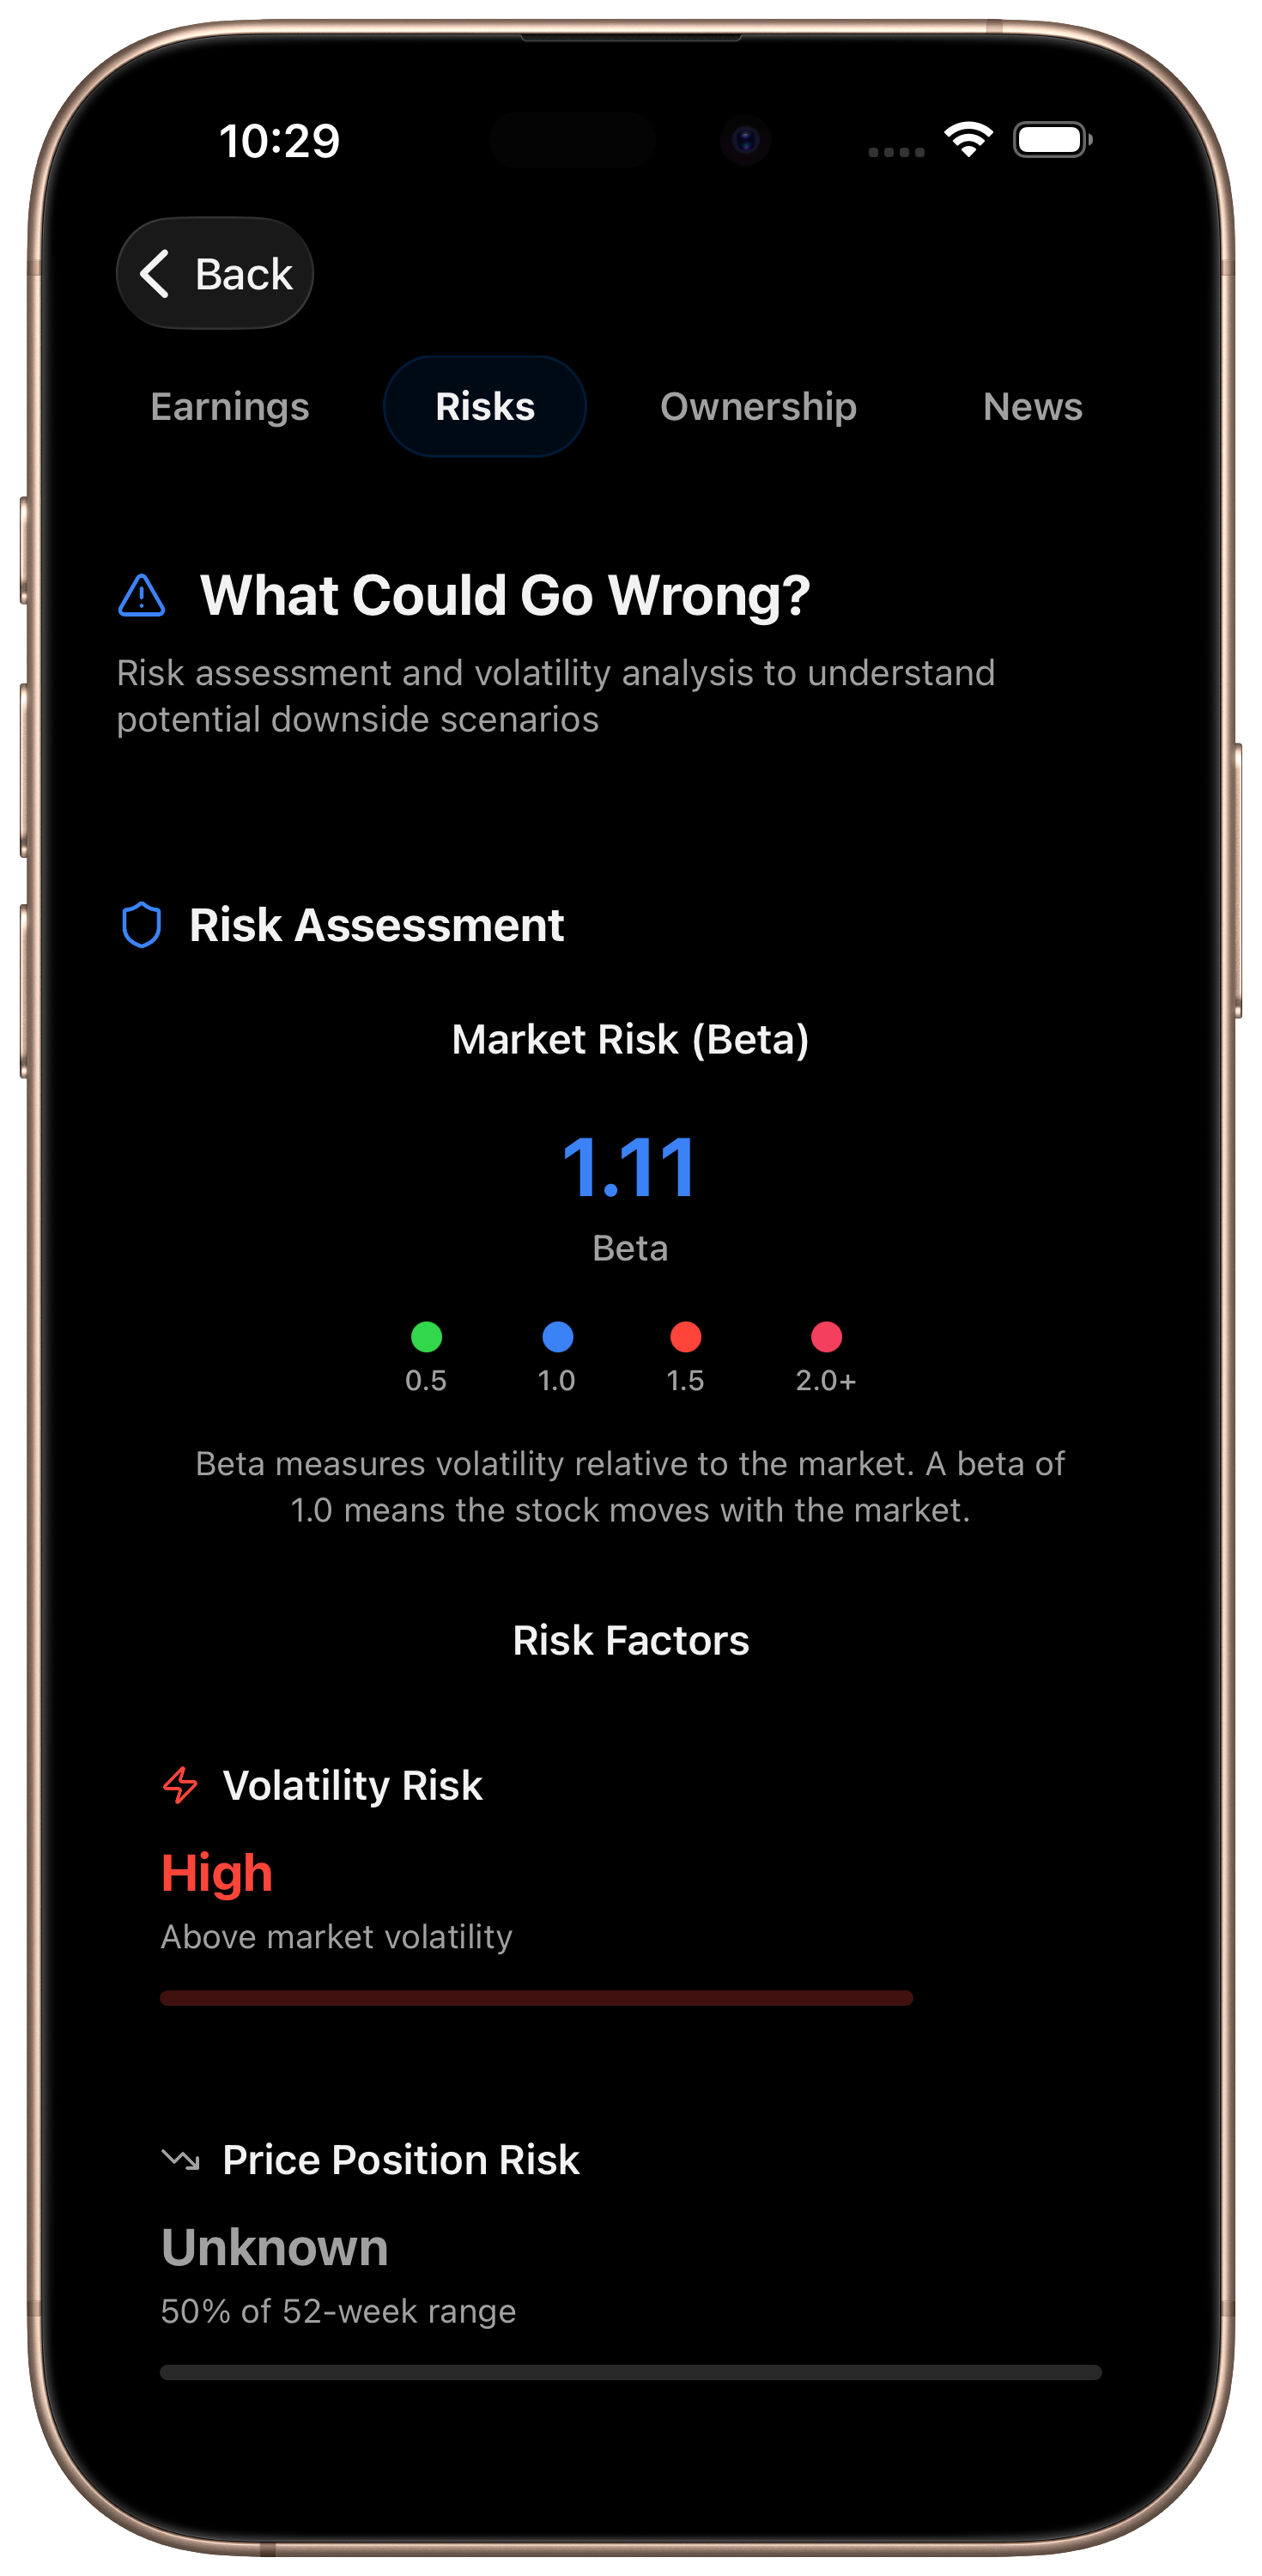 10:29
Back
Earnings
Risks
Ownership
News
What Could Go Wrong?
Risk assessment and volatility analysis to understand
potential downside scenarios
Risk Assessment
Market Risk (Beta)
1.11
Beta
0.5
1.0
1.5
2.0+
Beta measures volatility relative to the market. A beta of
1.0 means the stock moves with the market.
Risk Factors
Volatility Risk
High
Above market volatility
Price Position Risk
Unknown
50% of 52-week range